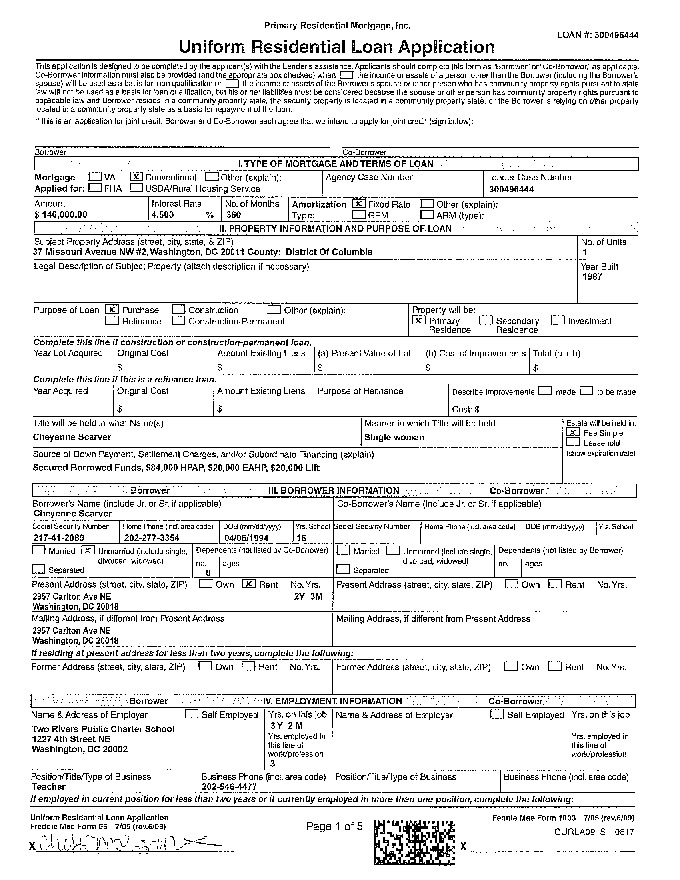 Primary Residential Mortgage, Inc.
LOAN #: 300496444
Uniform Residential Loan Application
This application is designed to be completed by the applicant(s) with the Lender's assistance. Applicants should complete this form as "Borrower" or "Co-Borrower," as applicable.
Co-Borrower information must also be provided (and the appropriate box checked) when the income or assets of a person other than the Borrower (including the Borrower's
spouse) will be used as a basis for loan qualification or the income or assets of the Borrower's spouse or other person who has community property rights pursuant to state
law will not be used as a basis for loan qualification, but his or her liabilities must be considered because the spouse or other person has community property rights pursuant to
applicable law and Borrower resides in a community property state, the security property is located in a community property state, or the Borrower is relying on other property
located in a community property state as a basis for repayment of the loan.
If this is an application for joint credit, Borrower and Co-Borrower each agree that we intend to apply for joint credit (sign below):
Borrower Co-Borrower
I. TYPE OF MORTGAGE AND TERMS OF LOAN
Mortgage VA X Conventional Other (explain): Agency Case Number Lender Case Number
Applied for: FHA USDA/Rural Housing Service 300496444
Amount Interest Rate No. of Months Amortization X Fixed Rate Other (explain):
$ % 360 Type: GPM ARM (type):
II. PROPERTY INFORMATION AND PURPOSE OF LOAN
Subject Property Address (street, city, state, & ZIP) No. of Units
37 Missouri Avenue NW #2, Washington, DC 20011 County: District Of Columbia 1
Legal Description of Subject Property (attach description if necessary) Year Built
1987
Purpose of Loan X Purchase Construction Other (explain): Property will be:
Refinance Construction-Permanent X Primary Residence Secondary Residence Investment
Complete this line if construction or construction-permanent loan.
Year Lot Acquired Original Cost Amount Existing Liens (a) Present Value of Lot (b) Cost of Improvements Total (a + b)
$ $ $ $ $
Complete this line if this is a refinance loan.
Year Acquired Original Cost Amount Existing Liens Purpose of Refinance Describe Improvements made to be made
$ $ Cost: $
Title will be held in what Name(s) Manner in which Title will be held Estate will be held in:
Cheyenne Scarver Single women X Fee Simple
Leasehold
Source of Down Payment, Settlement Charges, and/or Subordinate Financing (explain) (show expiration date)
Secured Borrowed Funds, $84,000 HPAP, $20,000 EAHP, $20,000 Lift
Borrower III. BORROWER INFORMATION Co-Borrower
Borrower's Name (include Jr. or Sr. if applicable) Co-Borrower's Name (include Jr. or Sr. if applicable)
Cheyenne Scarver
Social Security Number Home Phone (incl. area code) DOB (mm/dd/yyyy) Yrs. School Social Security Number Home Phone (incl. area code) DOB (mm/dd/yyyy) Yrs. School
217-41-2089 202-277-3354 04/06/1994 16
Married X Unmarried (include single, divorced, widowed) Dependents (not listed by Co-Borrower) Married Unmarried (include single, divorced, widowed) Dependents (not listed by Borrower)
Separated no. 0 ages Separated no. ages
Present Address (street, city, state, ZIP) Own X Rent No. Yrs. Present Address (street, city, state, ZIP) Own Rent No. Yrs.
2957 Carlton Ave NE 2Y 3M
Washington, DC 20018
Mailing Address, if different from Present Address Mailing Address, if different from Present Address
2957 Carlton Ave NE
Washington, DC 20018
If residing at present address for less than two years, complete the following:
Former Address (street, city, state, ZIP) Own Rent No. Yrs. Former Address (street, city, state, ZIP) Own Rent No. Yrs.
Borrower IV. EMPLOYMENT INFORMATION Co-Borrower
Name & Address of Employer Self Employed Yrs. on this job Name & Address of Employer Self Employed Yrs. on this job
3Y 2M
Two Rivers Public Charter School
1227 4th Street NE
Washington, DC 20002
Yrs. employed in this line of work/profession Yrs. employed in this line of work/profession
3
Position/Title/Type of Business Business Phone (incl. area code) Position/Title/Type of Business Business Phone (incl. area code)
Teacher 202-546-4477
If employed in current position for less than two years or if currently employed in more than one position, complete the following:
Uniform Residential Loan Application
Freddie Mac Form 65 7/05 (rev.6/09) Page 1 of 5 Fannie Mae Form 1003 7/05 (rev.6/09)
X X